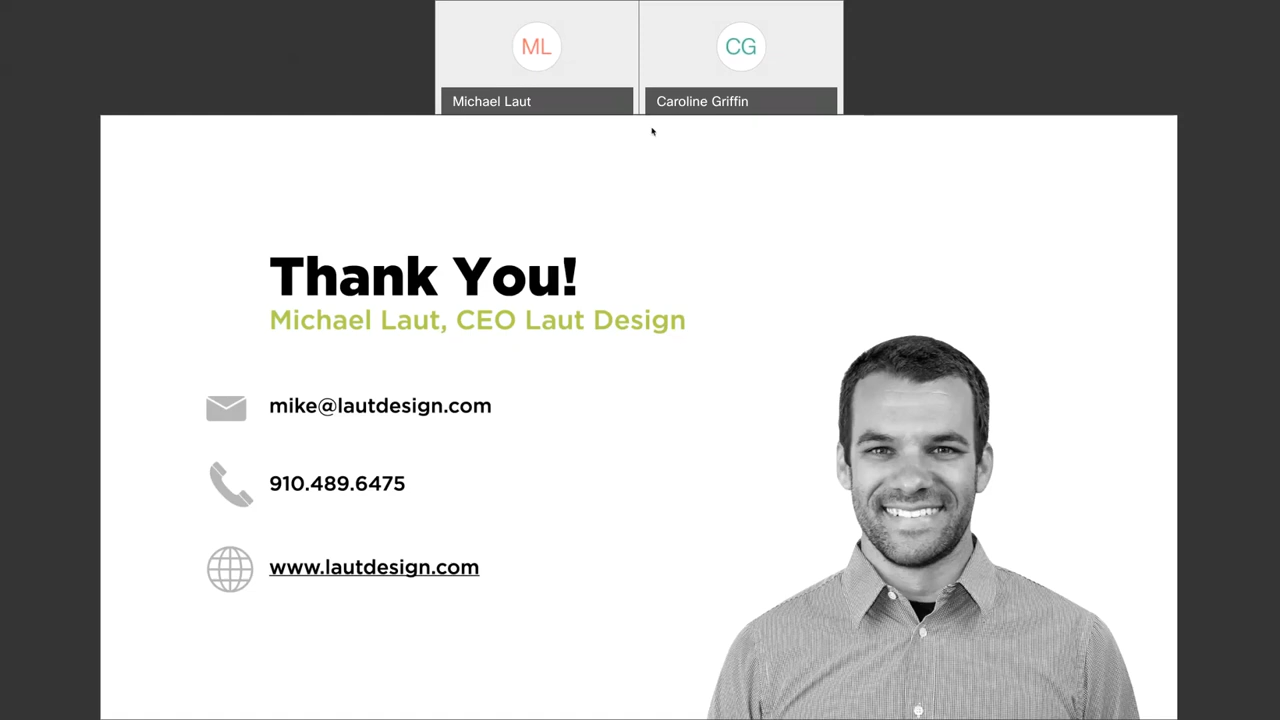 ML
CG
Michael Laut
Caroline Griffin
Thank You!
Michael Laut, CEO Laut Design
mike@lautdesign.com
910.489.6475
www.lautdesign.com